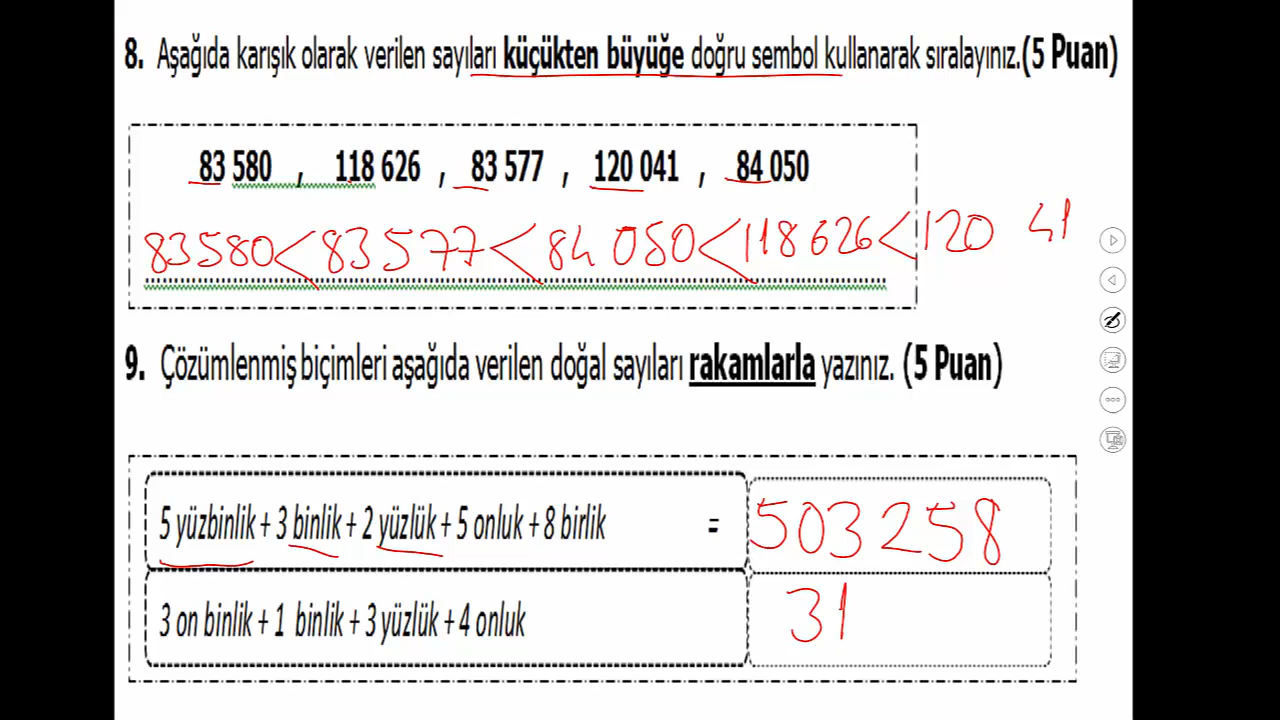 8. Aşağıda karışık olarak verilen sayıları küçükten büyüğe doğru sembol kullanarak sıralayınız.(5 Puan)
83 580 , 118 626 , 83 577 , 120 041 , 84 050
83580<83577<84 050<118626<120 41
9. Çözümlenmiş biçimleri aşağıda verilen doğal sayıları rakamlarla yazınız. (5 Puan)
5 yüzbinlik + 3 binlik + 2 yüzlük + 5 onluk + 8 birlik = 503258
3 on binlik + 1 binlik + 3 yüzlük + 4 onluk 31